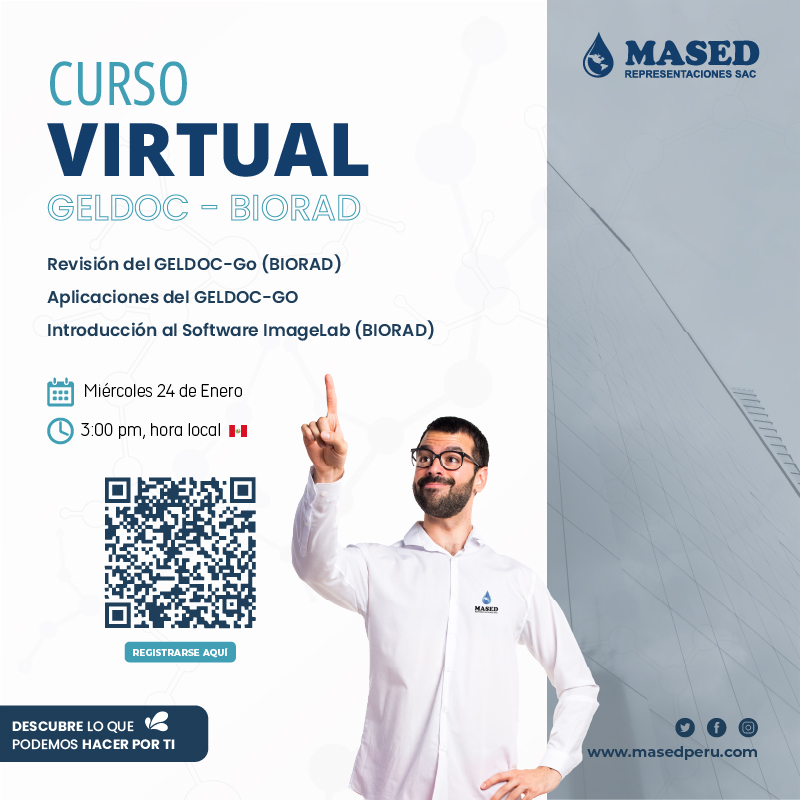 MASED
REPRESENTACIONES SAC
CURSO
VIRTUAL
GELDOC - BIORAD
Revisión del GELDOC-Go (BIORAD)
Aplicaciones del GELDOC-GO
Introducción al Software ImageLab (BIORAD)
Miércoles 24 de Enero
3:00 pm, hora local
REGISTRARSE AQUÍ
MASED
DESCUBRE LO QUE
PODEMOS HACER POR TI
www.masedperu.com